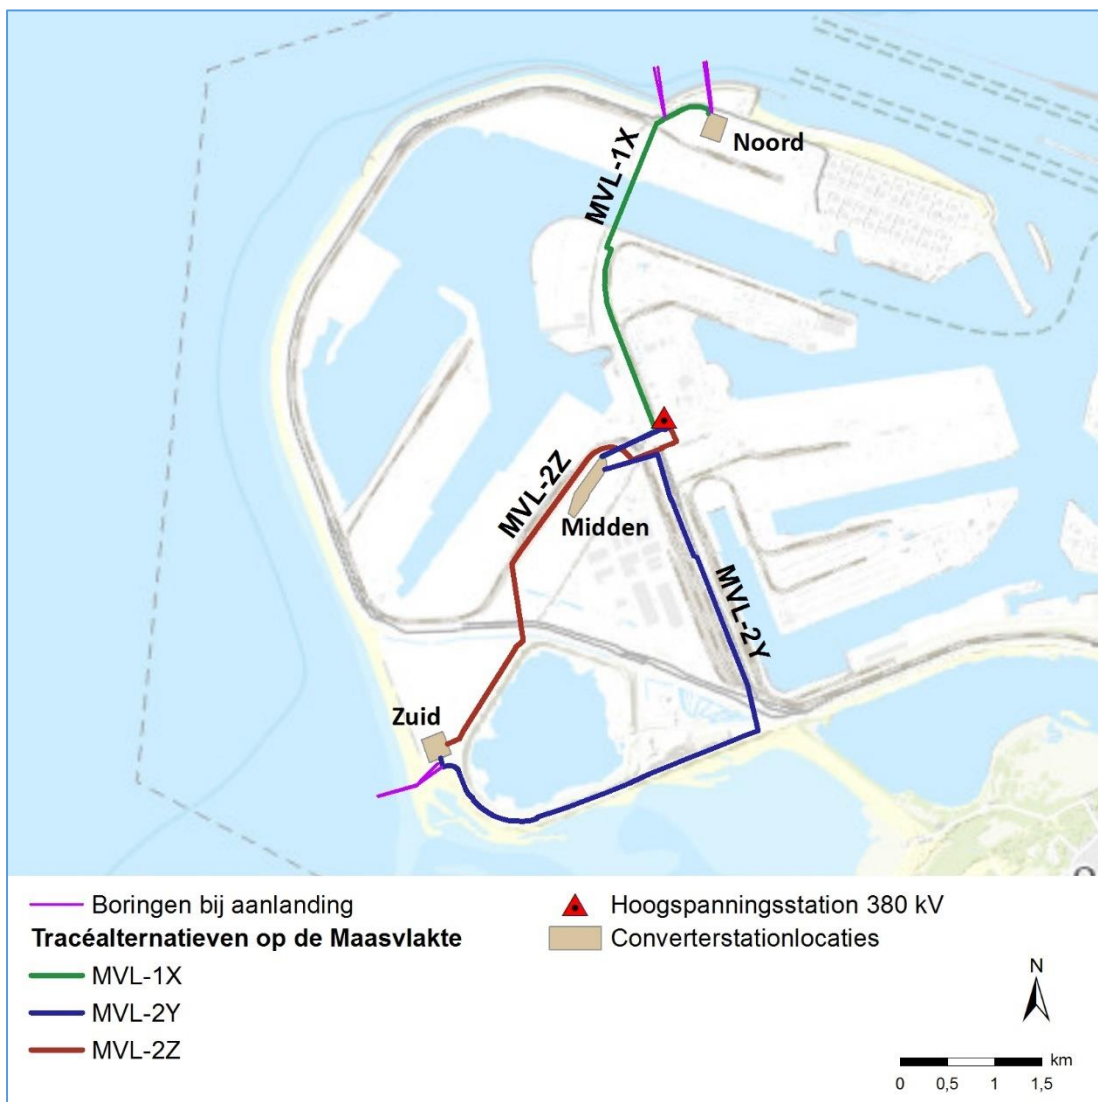 MVL-1X
Noord
MVL-2Z
Midden
MVL-2Y
Zuid
Boringen bij aanlanding
Tracéalternatieven op de Maasvlakte
MVL-1X
MVL-2Y
MVL-2Z
Hoogspanningsstation 380 kV
Converterstationlocaties
N
km
0 0,5 1 1,5